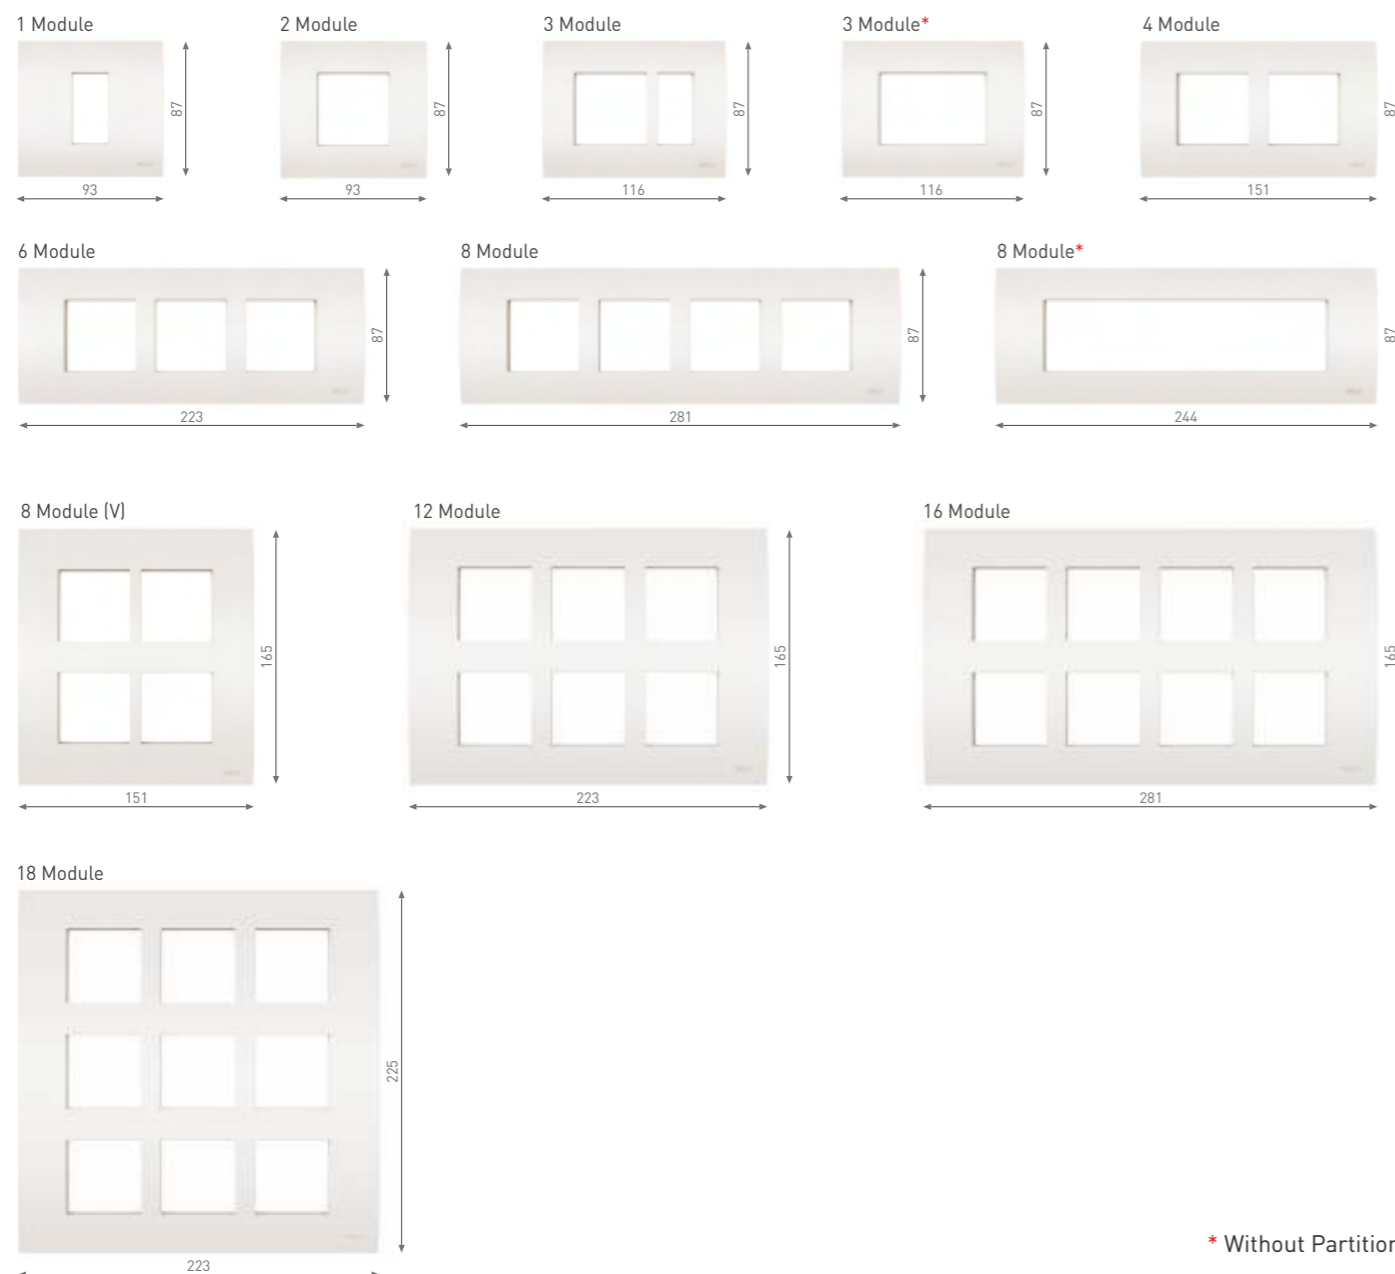 1 Module
2 Module
3 Module
3 Module*
4 Module
87
87
87
87
87
93
93
116
116
151
6 Module
8 Module
8 Module*
87
87
87
223
281
244
8 Module (V)
12 Module
16 Module
165
165
165
151
223
281
18 Module
225
* Without Partition
223